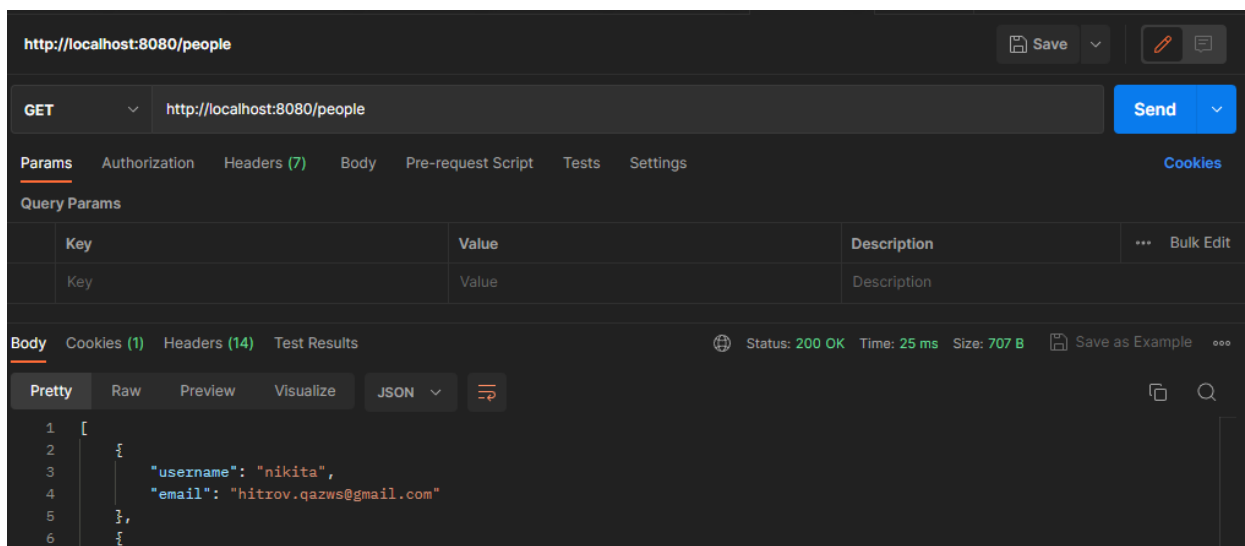 http://localhost:8080/people Save
GET http://localhost:8080/people Send
Params Authorization Headers (7) Body Pre-request Script Tests Settings Cookies
Query Params
Key Value Description ••• Bulk Edit
Key Value Description
Body Cookies (1) Headers (14) Test Results Status: 200 OK Time: 25 ms Size: 707 B Save as Example
Pretty Raw Preview Visualize JSON
1 [
2 {
3 "username": "nikita",
4 "email": "hitrov.qazws@gmail.com"
5 },
6 {